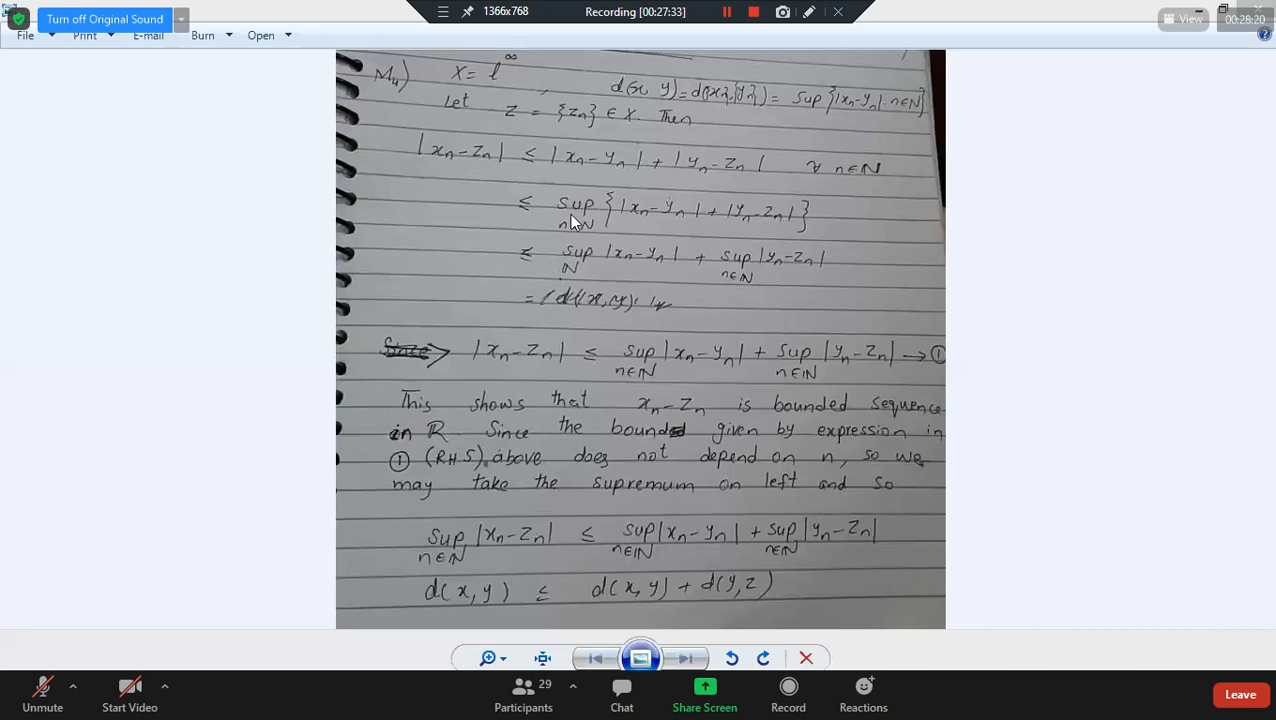 Turn off Original Sound
1366x768
Recording [00:27:33]
View
00:28:20
File Print E-mail Burn Open
M4) X = l^∞, d(x, y) = d({xn}, {yn}) = sup {|xn - yn| : n∈N}
Let Z = {Zn} ∈ X. Then
|xn - Zn| ≤ |xn - yn| + |yn - Zn| ∀ n∈N
≤ sup n∈N {|xn - yn| + |yn - Zn|}
≤ sup N |xn - yn| + sup n∈N |yn - Zn|
= d(x, y)
Since ⟹ |xn - Zn| ≤ sup n∈N |xn - yn| + sup n∈N |yn - Zn| → ①
This shows that xn - Zn is bounded sequence
in R. Since the bound given by expression in
① (RHS) above does not depend on n, so we
may take the supremum on left and so
sup n∈N |xn - Zn| ≤ sup n∈N |xn - yn| + sup n∈N |yn - Zn|
d(x, y) ≤ d(x, y) + d(y, z)
Unmute
Start Video
29
Participants
Chat
Share Screen
Record
Reactions
Leave